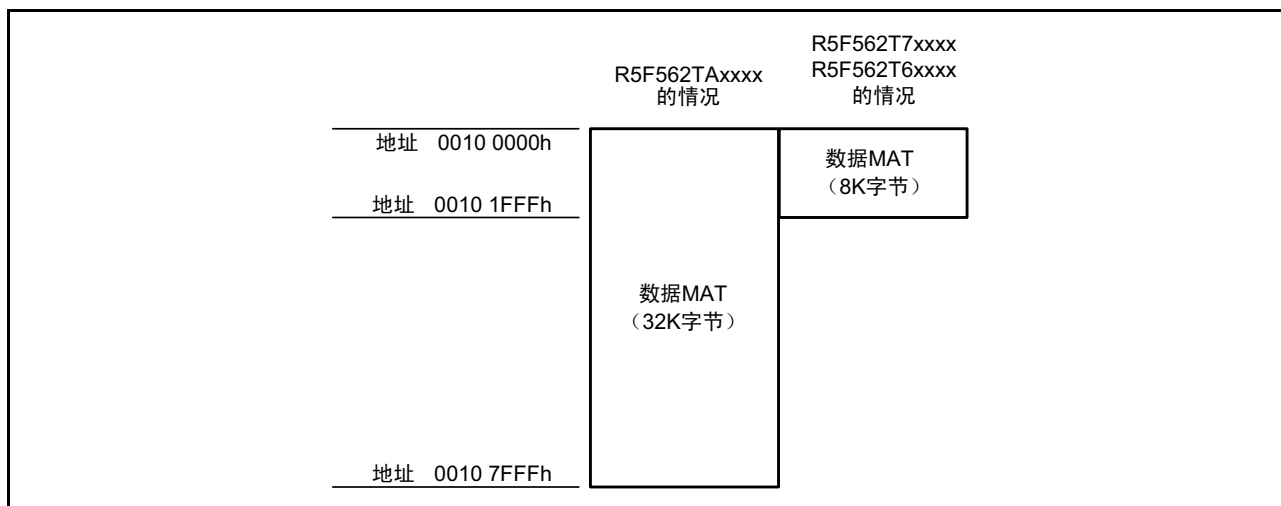 R5F562TAxxxx
的情况
R5F562T7xxxx
R5F562T6xxxx
的情况
地址 0010 0000h
数据MAT
（8K字节）
地址 0010 1FFFh
数据MAT
（32K字节）
地址 0010 7FFFh